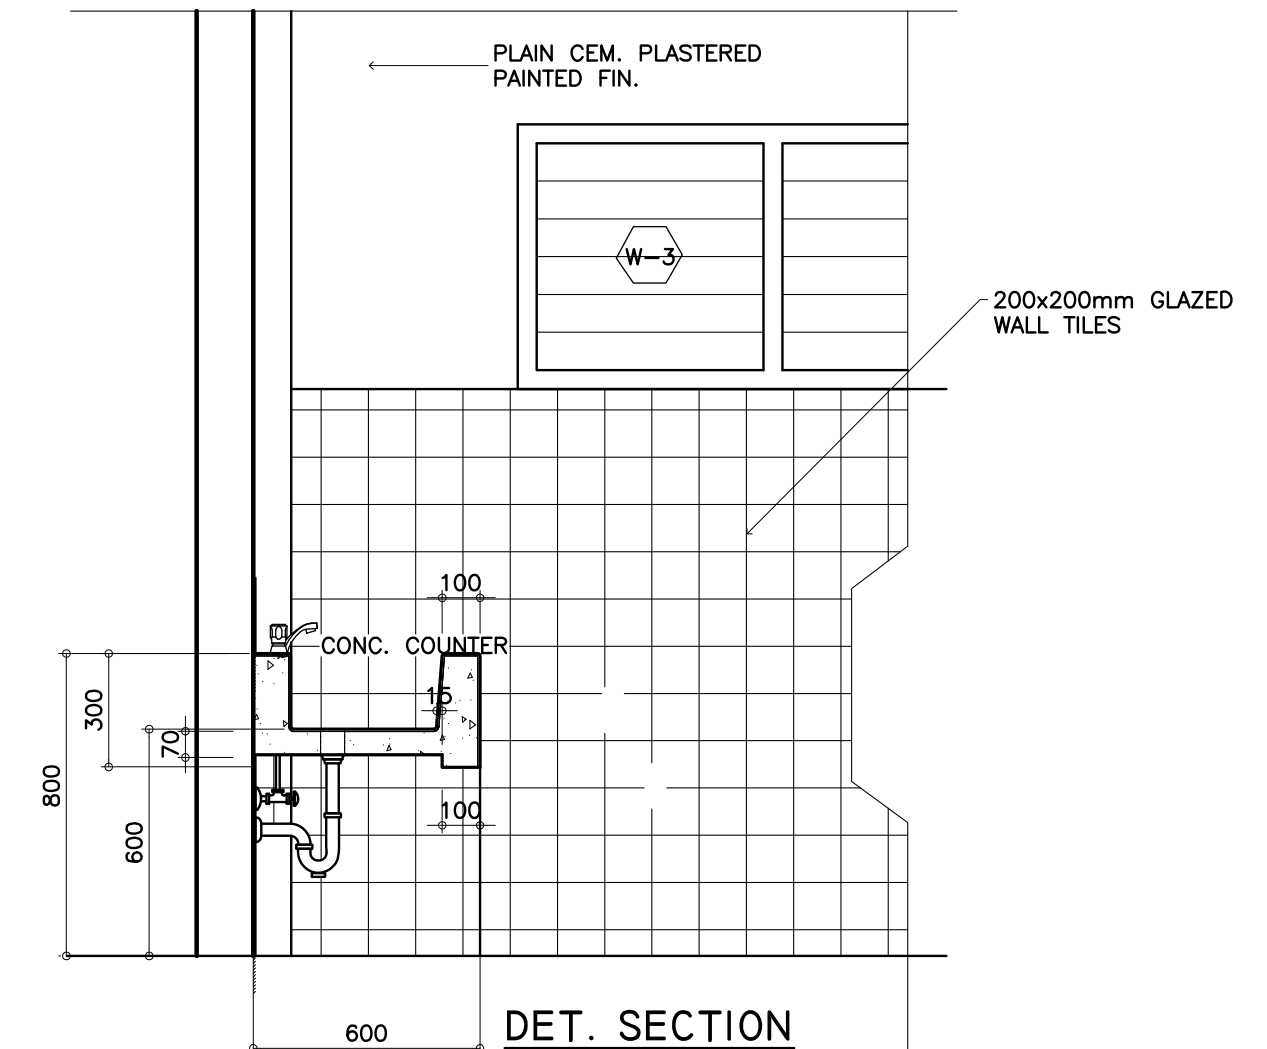 PLAIN CEM. PLASTERED
PAINTED FIN.
W-3
200x200mm GLAZED
WALL TILES
100
CONC. COUNTER
15
300
70
800
600
100
600
DET. SECTION